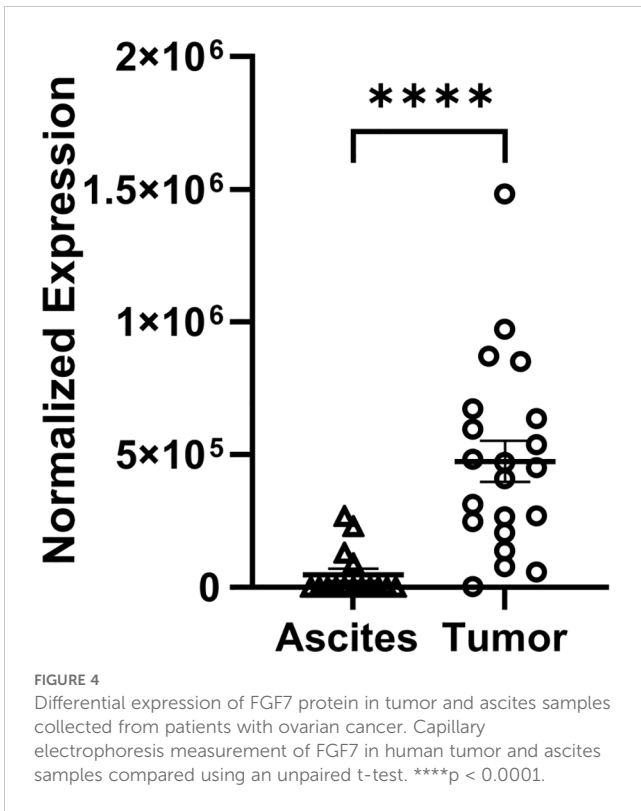 2×10⁶
1.5×10⁶
1×10⁶
5×10⁵
0
Normalized Expression
****
Ascites Tumor
FIGURE 4
Differential expression of FGF7 protein in tumor and ascites samples
collected from patients with ovarian cancer. Capillary
electrophoresis measurement of FGF7 in human tumor and ascites
samples compared using an unpaired t-test. ****p < 0.0001.